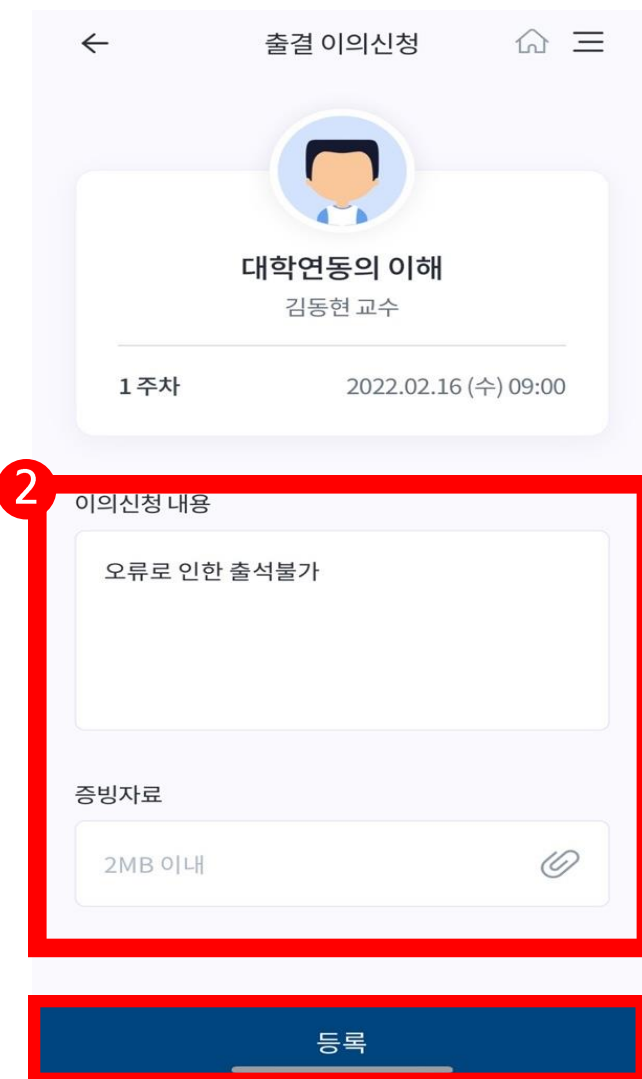 출결 이의신청
대학연동의 이해
김동현 교수
1 주차 2022.02.16 (수) 09:00
2
이의신청 내용
오류로 인한 출석불가
증빙자료
2MB 이내
등록